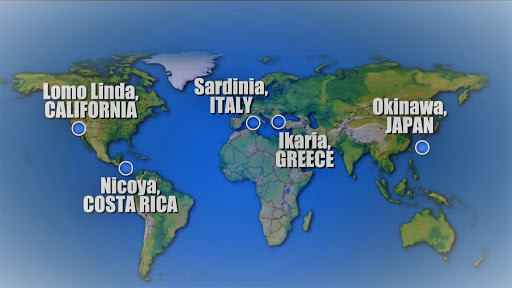 Lomo Linda,
CALIFORNIA
Nicoya,
COSTA RICA
Sardinia,
ITALY
Ikaria,
GREECE
Okinawa,
JAPAN